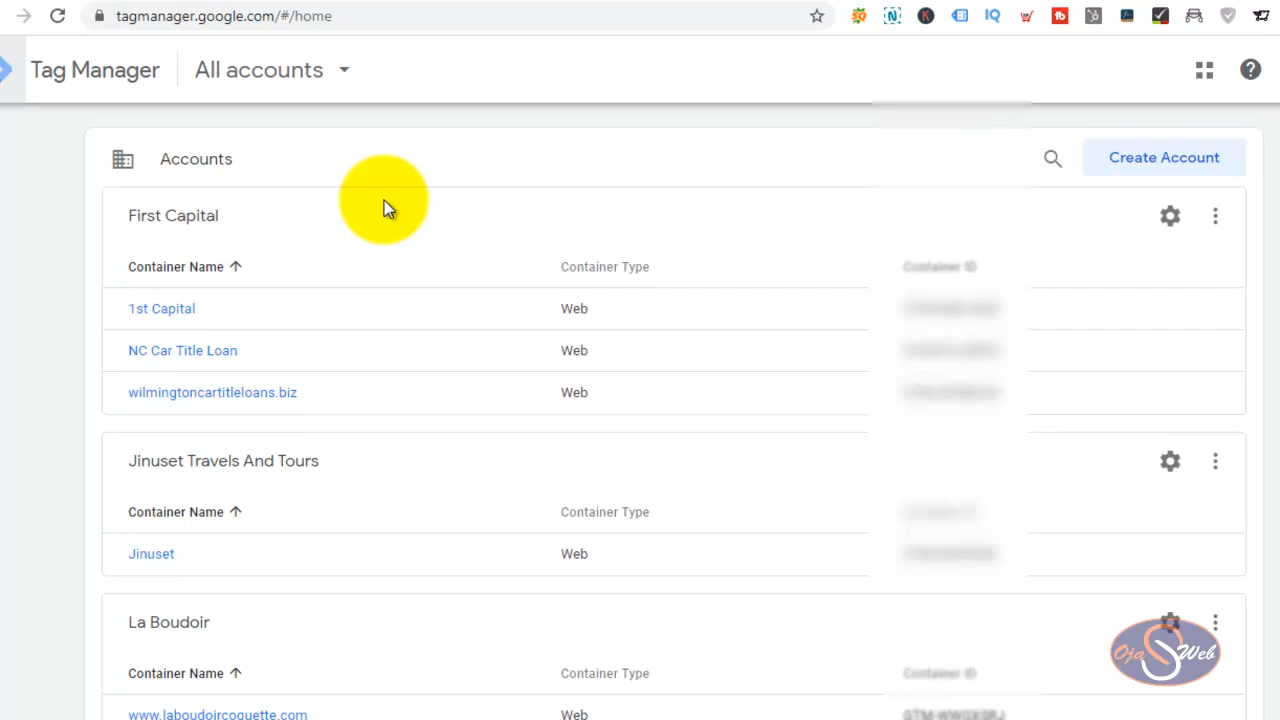 tagmanager.google.com/#/home
Tag Manager All accounts
Accounts Create Account
First Capital
Container Name Container Type Container ID
1st Capital Web
NC Car Title Loan Web
wilmingtoncartitleloans.biz Web
Jinuset Travels And Tours
Container Name Container Type
Jinuset Web
La Boudoir
Container Name Container Type Container ID
Oja S Web
www.laboudoircoquette.com Web